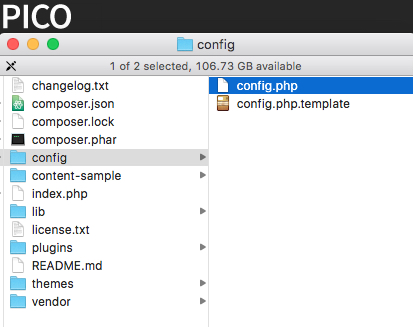 PICO
config
1 of 2 selected, 106.73 GB available
changelog.txt
composer.json
composer.lock
composer.phar
config
content-sample
index.php
lib
license.txt
plugins
README.md
themes
vendor
config.php
config.php.template